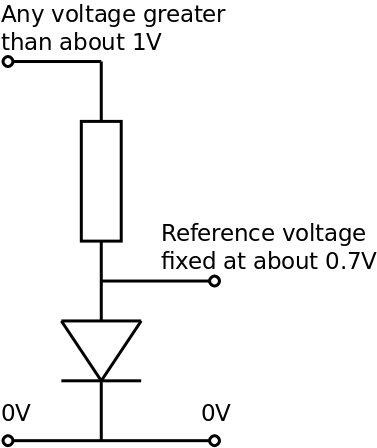 Any voltage greater
than about 1V
Reference voltage
fixed at about 0.7V
0V
0V